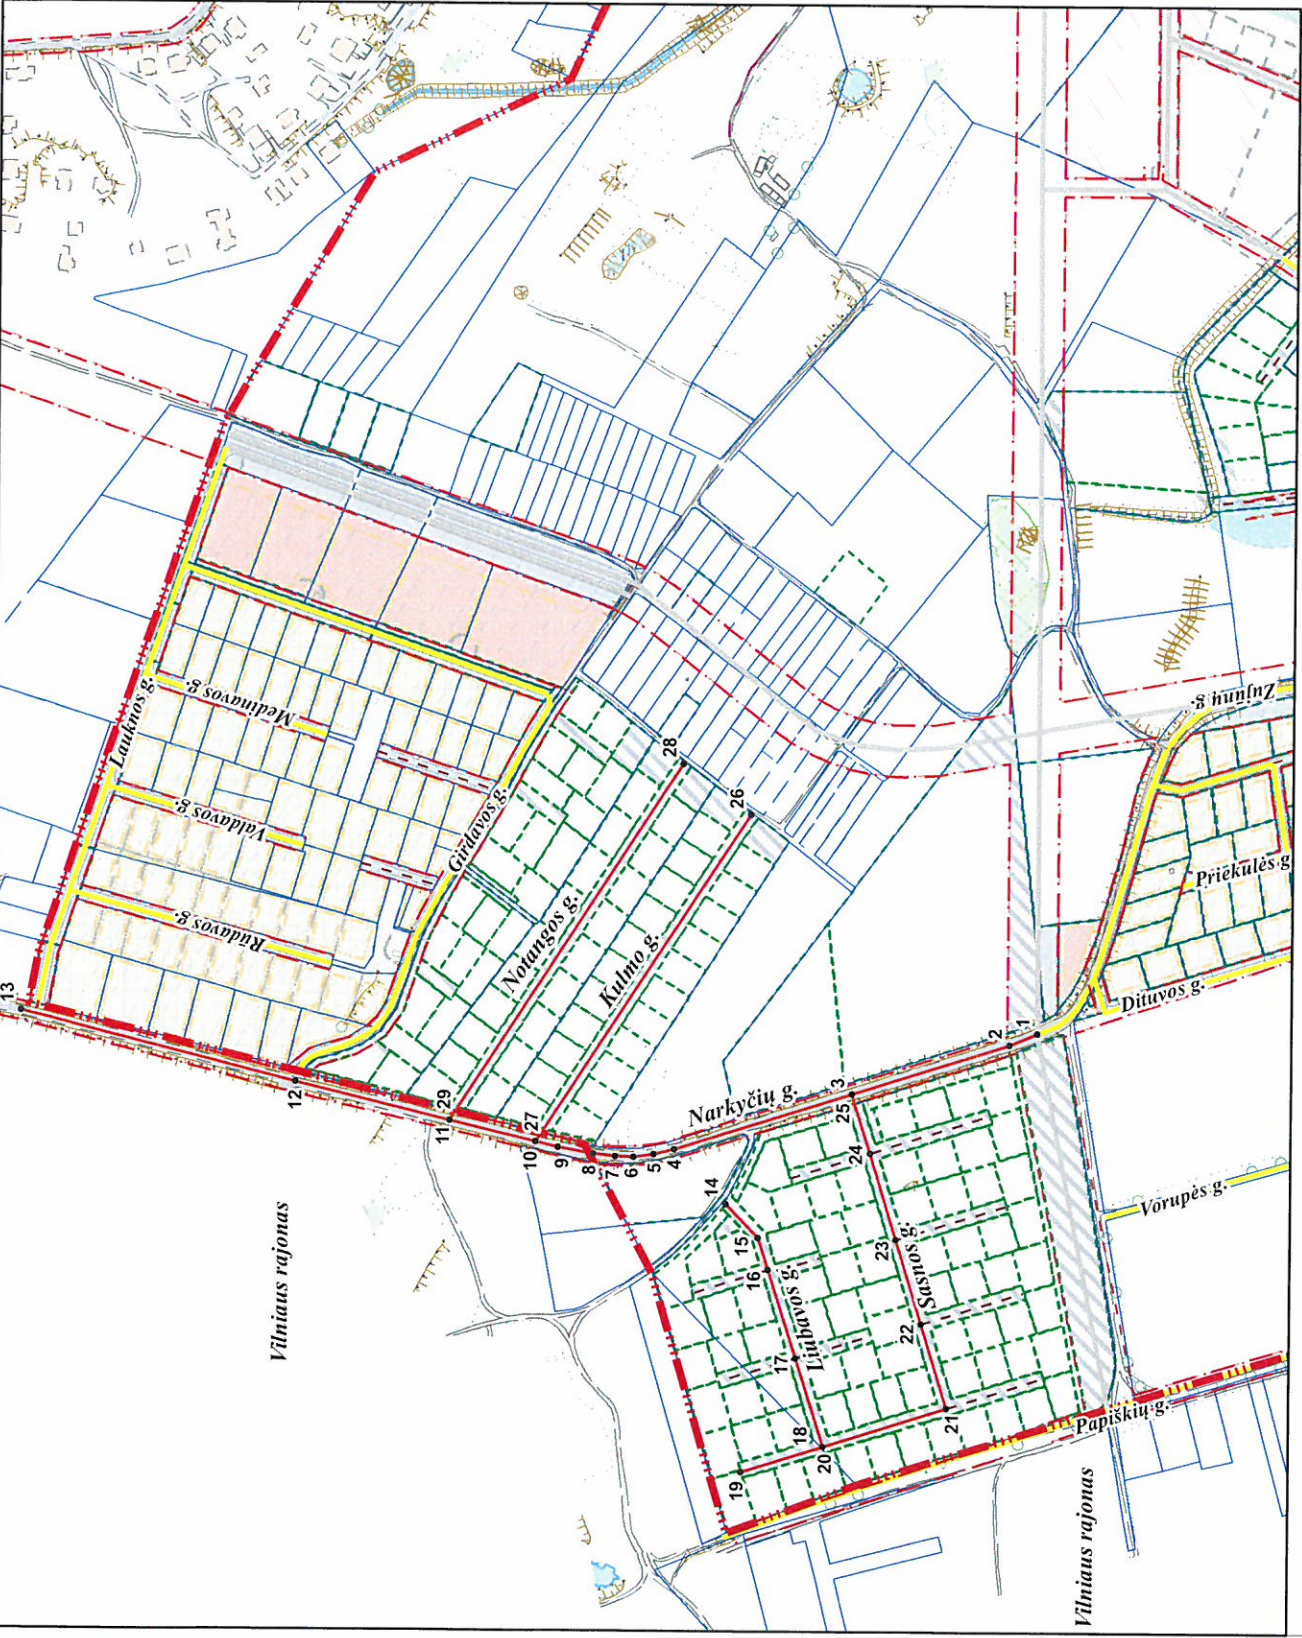 13
Lauknos g.
Medinavos g.
Valdavos g.
Rūdavos g.
Girdavos g.
12
11
29
28
26
Notangos g.
Kulmo g.
10
27
9
8
7
6
5
4
Narkyčių g.
3
25
2
1
24
14
15
16
Liubavos g.
17
18
19
20
21
22
Sasnos g.
23
Vilniaus rajonas
Zujūnų g.
Priekulės g.
Dituvos g.
Vorupės g.
Papiškių g.
Vilniaus rajonas